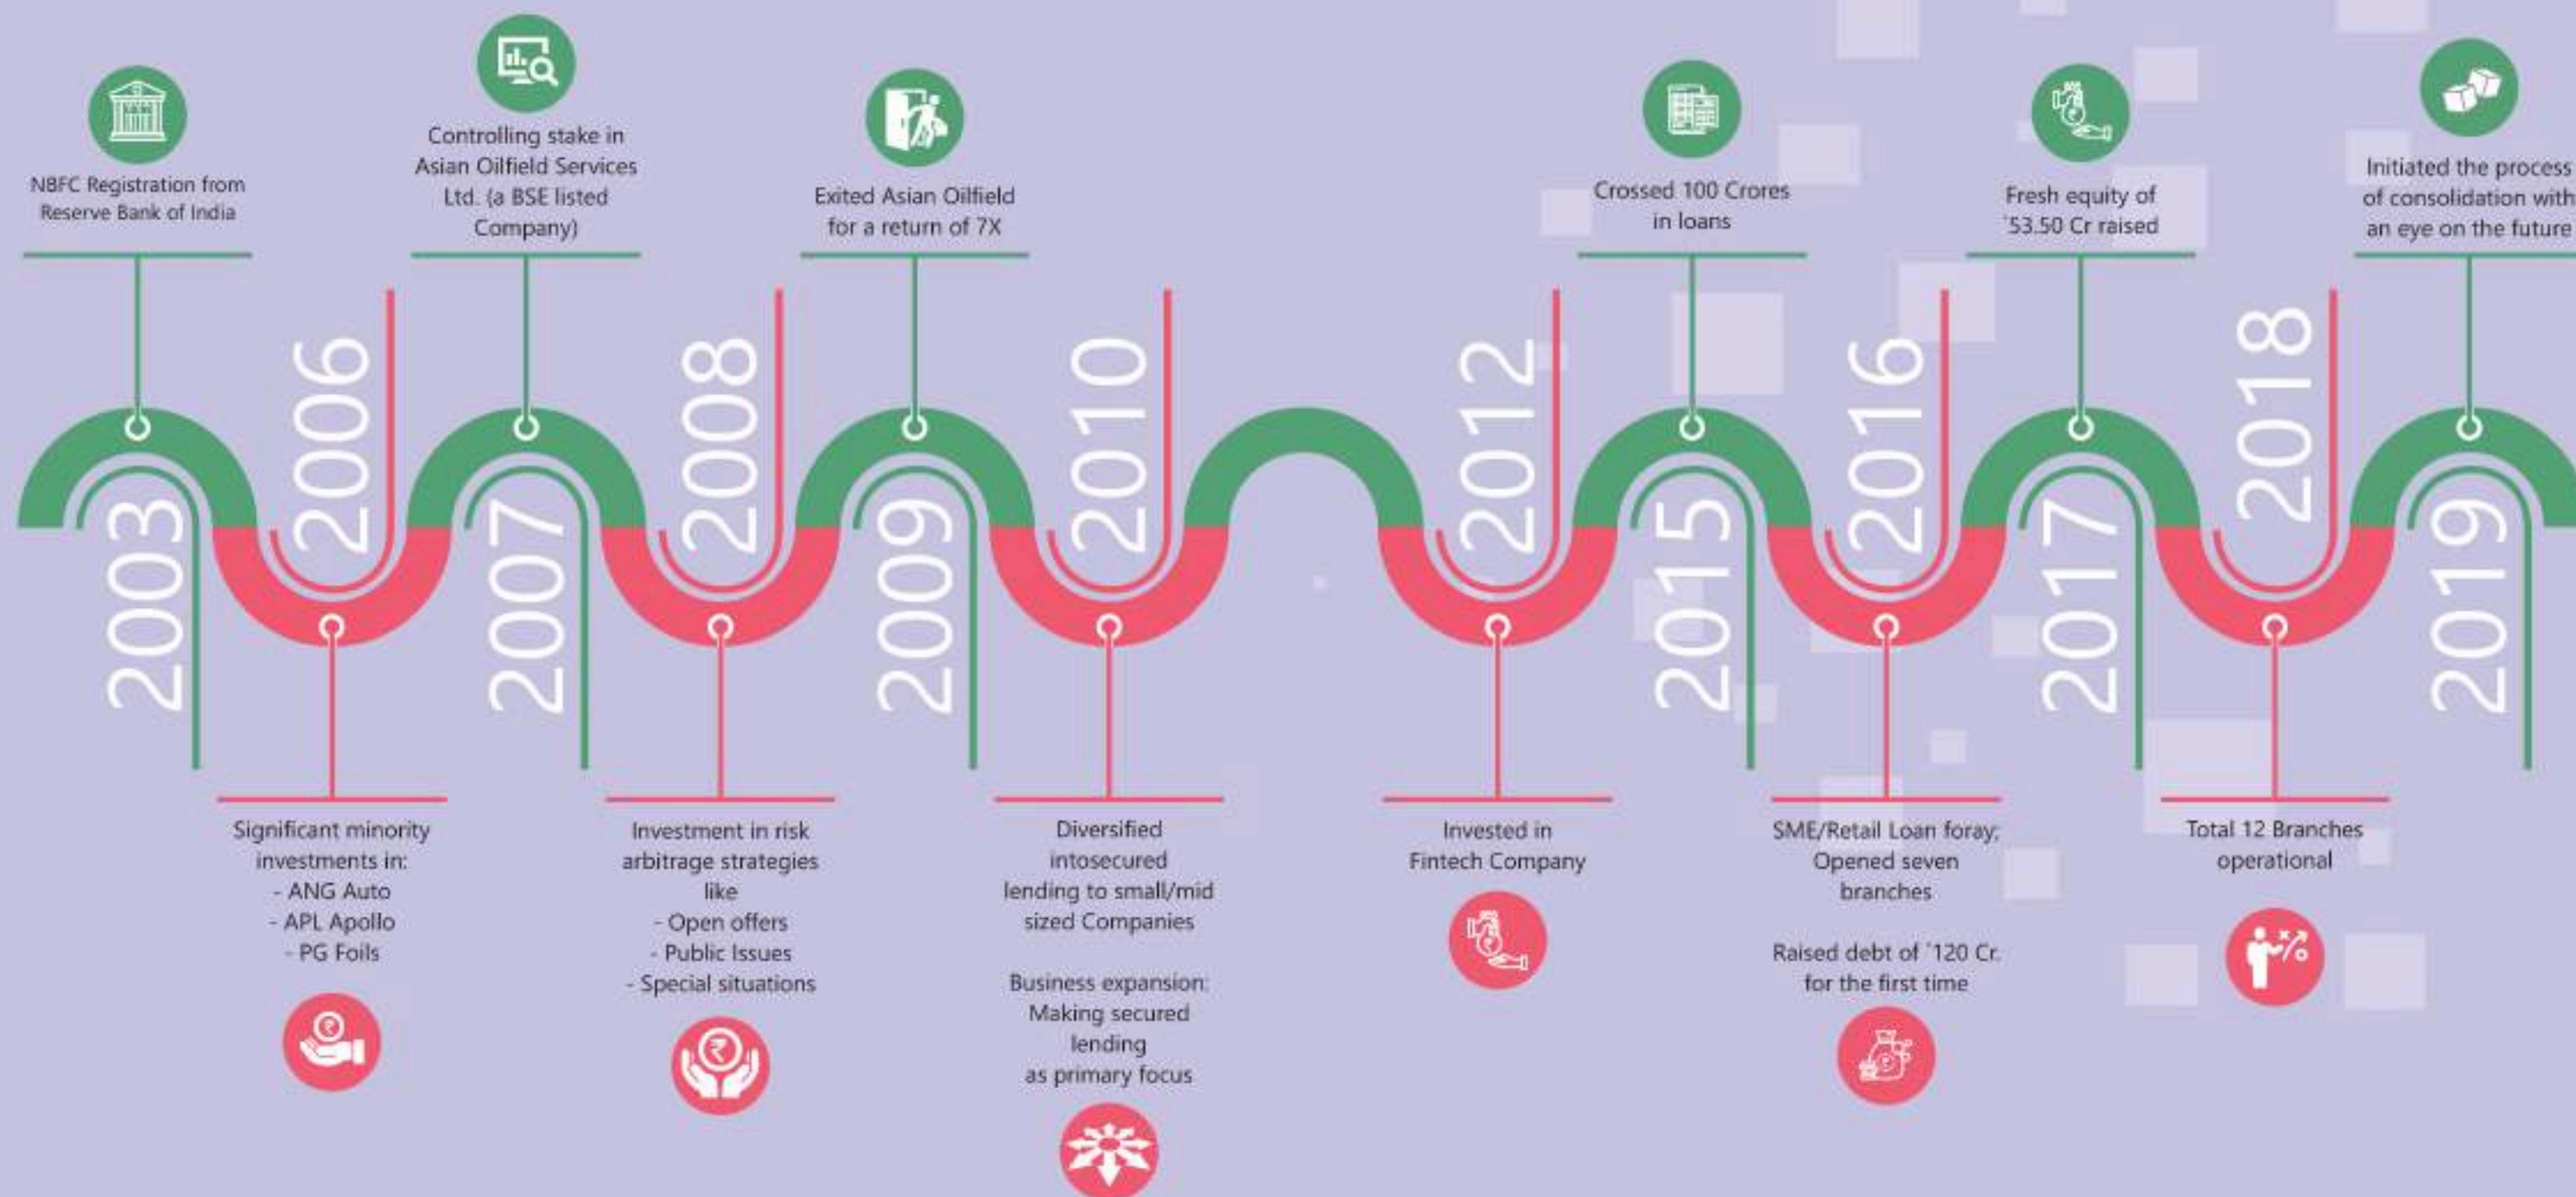 NBFC Registration from
Reserve Bank of India
2003
2006
Significant minority
investments in:
- ANG Auto
- APL Apollo
- PG Foils
Controlling stake in
Asian Oilfield Services
Ltd. (a BSE listed
Company)
2007
2008
Investment in risk
arbitrage strategies
like
- Open offers
- Public Issues
- Special situations
Exited Asian Oilfield
for a return of 7X
2009
2010
Diversified
intosecured
lending to small/mid
sized Companies
Business expansion:
Making secured
lending
as primary focus
2012
Invested in
Fintech Company
Crossed 100 Crores
in loans
2015
2016
SME/Retail Loan foray;
Opened seven
branches
Raised debt of `120 Cr.
for the first time
Fresh equity of
`53.50 Cr raised
2017
2018
Total 12 Branches
operational
Initiated the process
of consolidation with
an eye on the future
2019